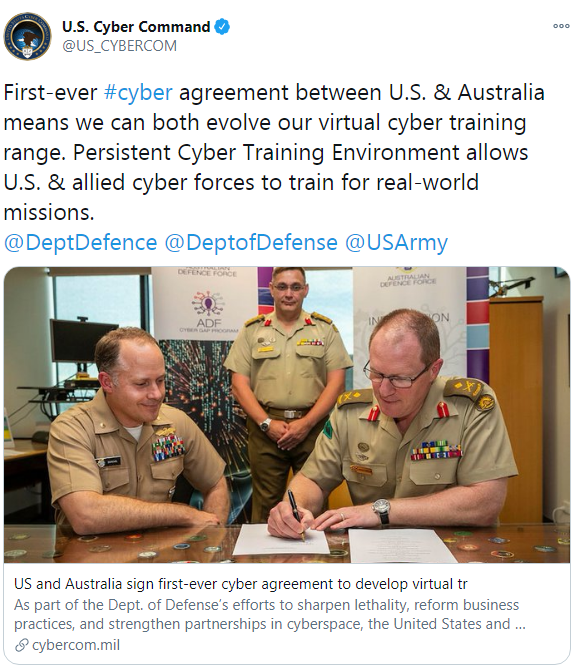 U.S. Cyber Command
@US_CYBERCOM
First-ever #cyber agreement between U.S. & Australia
means we can both evolve our virtual cyber training
range. Persistent Cyber Training Environment allows
U.S. & allied cyber forces to train for real-world
missions.
@DeptDefence @DeptofDefense @USArmy
AUSTRALIAN
DEFENCE FORCE
ADF
CYBER GAP PROGRAM
AUSTRALIAN
DEFENCE FORCE
US and Australia sign first-ever cyber agreement to develop virtual tr
As part of the Dept. of Defense's efforts to sharpen lethality, reform business
practices, and strengthen partnerships in cyberspace, the United States and ...
cybercom.mil